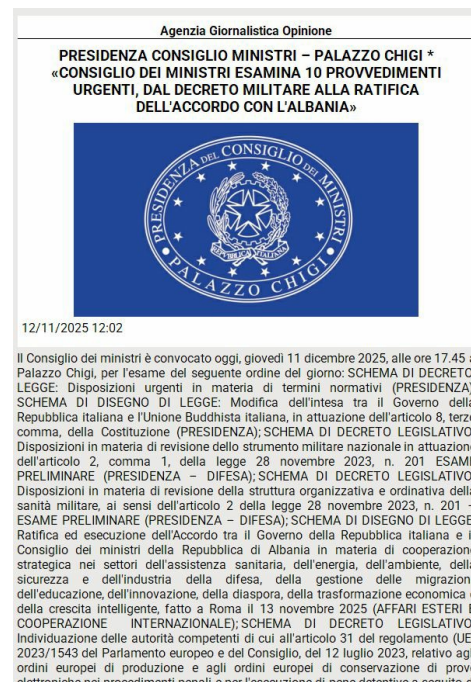 Agenzia Giornalistica Opinione
PRESIDENZA CONSIGLIO MINISTRI – PALAZZO CHIGI *
«CONSIGLIO DEI MINISTRI ESAMINA 10 PROVVEDIMENTI
URGENTI, DAL DECRETO MILITARE ALLA RATIFICA
DELL'ACCORDO CON L'ALBANIA»
PRESIDENZA DEL CONSIGLIO DEI MINISTRI
REPVBBLICA ITALIANA
PALAZZO CHIGI
12/11/2025 12:02
Il Consiglio dei ministri è convocato oggi, giovedì 11 dicembre 2025, alle ore 17.45 a
Palazzo Chigi, per l'esame del seguente ordine del giorno: SCHEMA DI DECRETO
LEGGE: Disposizioni urgenti in materia di termini normativi (PRESIDENZA)
SCHEMA DI DISEGNO DI LEGGE: Modifica dell'intesa tra il Governo della
Repubblica italiana e l'Unione Buddhista italiana, in attuazione dell'articolo 8, terzo
comma, della Costituzione (PRESIDENZA); SCHEMA DI DECRETO LEGISLATIVO
Disposizioni in materia di revisione dello strumento militare nazionale in attuazione
dell'articolo 2, comma 1, della legge 28 novembre 2023, n. 201 ESAME
PRELIMINARE (PRESIDENZA – DIFESA); SCHEMA DI DECRETO LEGISLATIVO
Disposizioni in materia di revisione della struttura organizzativa e ordinativa della
sanità militare, ai sensi dell'articolo 2 della legge 28 novembre 2023, n. 201 -
ESAME PRELIMINARE (PRESIDENZA – DIFESA); SCHEMA DI DISEGNO DI LEGGE
Ratifica ed esecuzione dell'Accordo tra il Governo della Repubblica italiana e i
Consiglio dei ministri della Repubblica di Albania in materia di cooperazione
strategica nei settori dell'assistenza sanitaria, dell'energia, dell'ambiente, della
sicurezza e dell'industria della difesa, della gestione delle migrazioni
dell'educazione, dell'innovazione, della diaspora, della trasformazione economica e
della crescita intelligente, fatto a Roma il 13 novembre 2025 (AFFARI ESTERI E
COOPERAZIONE INTERNAZIONALE); SCHEMA DI DECRETO LEGISLATIVO
Individuazione delle autorità competenti di cui all'articolo 31 del regolamento (UE
2023/1543 del Parlamento europeo e del Consiglio, del 12 luglio 2023, relativo agl
ordini europei di produzione e agli ordini europei di conservazione di prove
elettroniche nei procedimenti penali e per l'esecuzione di pene detentive a seguito d